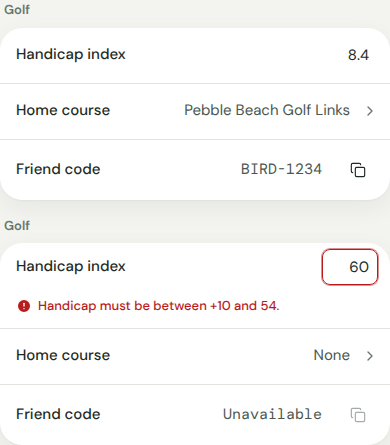 Golf
Handicap index 8.4
Home course Pebble Beach Golf Links
Friend code BIRD-1234
Golf
Handicap index 60
Handicap must be between +10 and 54.
Home course None
Friend code Unavailable